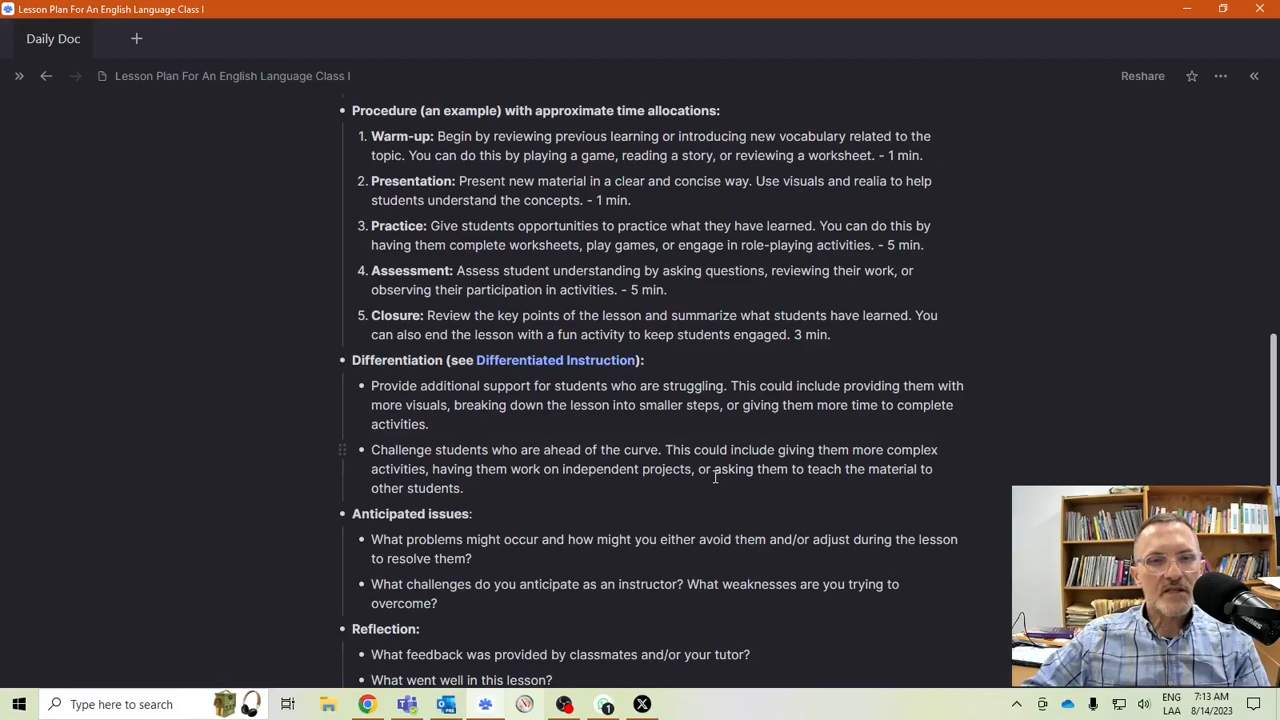 Lesson Plan For An English Language Class I
Daily Doc
Lesson Plan For An English Language Class I
Reshare
Procedure (an example) with approximate time allocations:
1. Warm-up: Begin by reviewing previous learning or introducing new vocabulary related to the
topic. You can do this by playing a game, reading a story, or reviewing a worksheet. - 1 min.
2. Presentation: Present new material in a clear and concise way. Use visuals and realia to help
students understand the concepts. - 1 min.
3. Practice: Give students opportunities to practice what they have learned. You can do this by
having them complete worksheets, play games, or engage in role-playing activities. - 5 min.
4. Assessment: Assess student understanding by asking questions, reviewing their work, or
observing their participation in activities. - 5 min.
5. Closure: Review the key points of the lesson and summarize what students have learned. You
can also end the lesson with a fun activity to keep students engaged. 3 min.
Differentiation (see Differentiated Instruction):
Provide additional support for students who are struggling. This could include providing them with
more visuals, breaking down the lesson into smaller steps, or giving them more time to complete
activities.
Challenge students who are ahead of the curve. This could include giving them more complex
activities, having them work on independent projects, or asking them to teach the material to
other students.
Anticipated issues:
What problems might occur and how might you either avoid them and/or adjust during the lesson
to resolve them?
What challenges do you anticipate as an instructor? What weaknesses are you trying to
overcome?
Reflection:
What feedback was provided by classmates and/or your tutor?
What went well in this lesson?
Type here to search
ENG
LAA
7:13 AM
8/14/2023